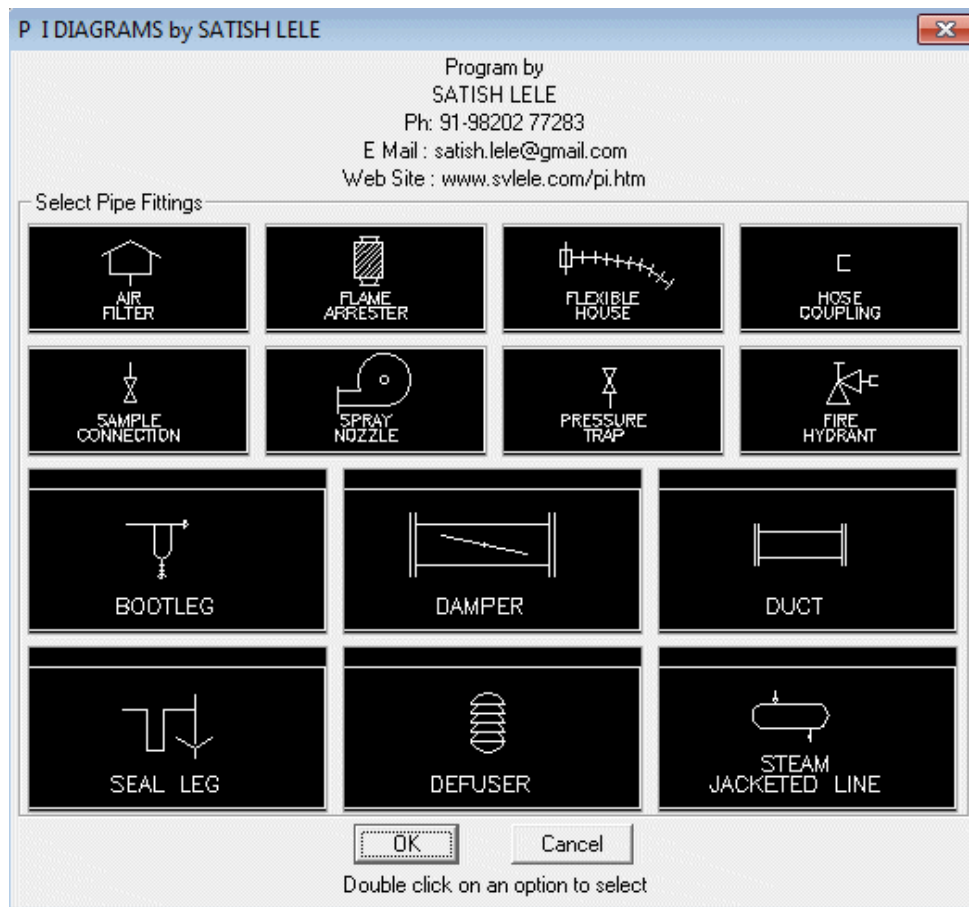 P I DIAGRAMS by SATISH LELE
Program by
SATISH LELE
Ph: 91-98202 77283
E Mail : satish.lele@gmail.com
Web Site : www.svlele.com/pi.htm
Select Pipe Fittings
AIR
FILTER
FLAME
ARRESTER
FLEXIBLE
HOUSE
HOSE
COUPLING
SAMPLE
CONNECTION
SPRAY
NOZZLE
PRESSURE
TRAP
FIRE
HYDRANT
BOOTLEG
DAMPER
DUCT
SEAL LEG
DEFUSER
STEAM
JACKETED LINE
OK
Cancel
Double click on an option to select